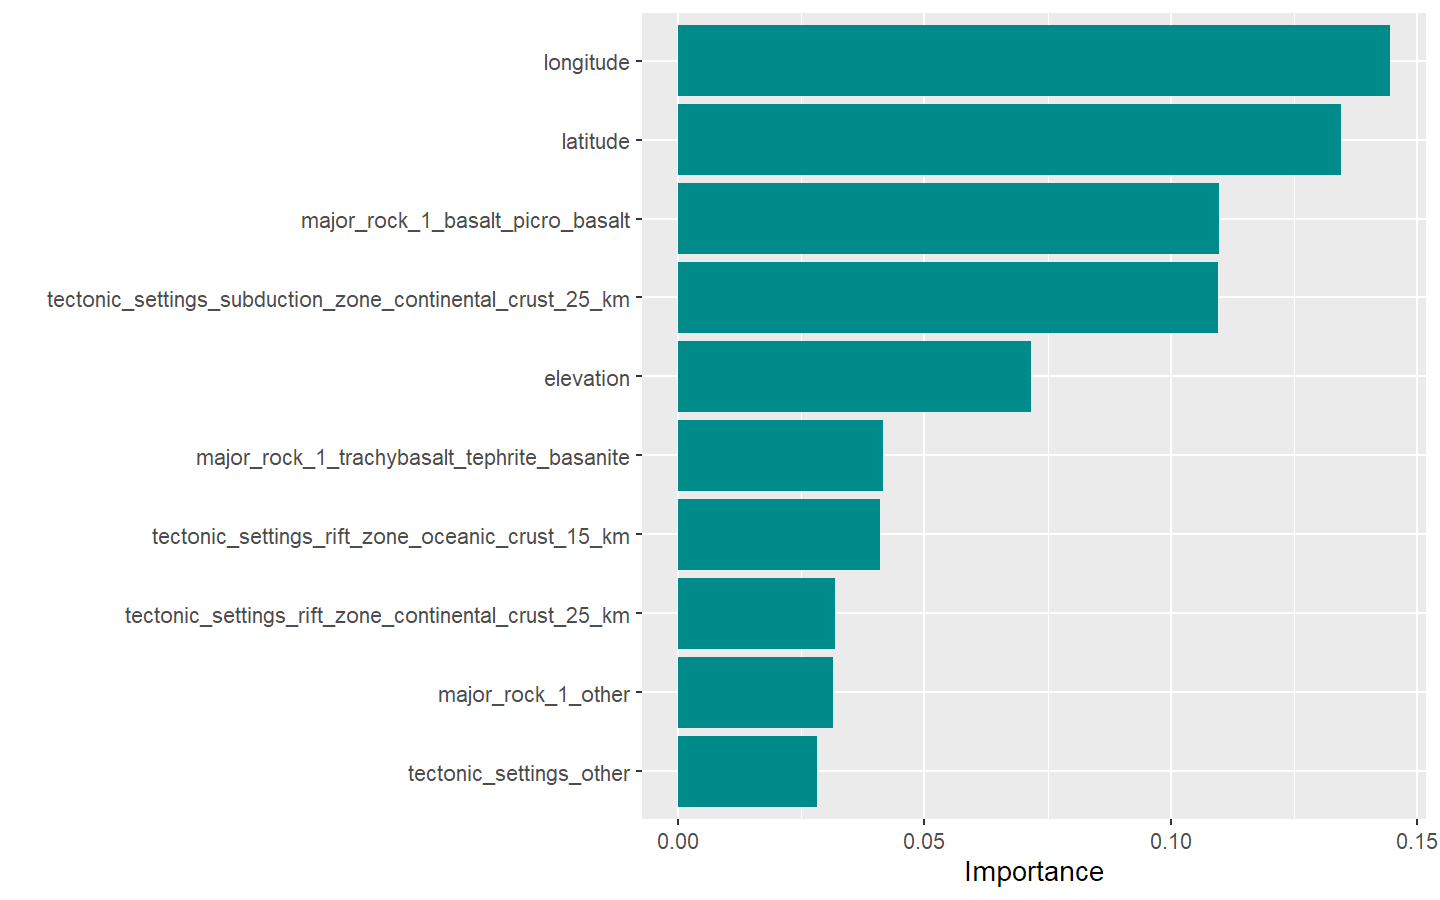 longitude
latitude
major_rock_1_basalt_picro_basalt
tectonic_settings_subduction_zone_continental_crust_25_km
elevation
major_rock_1_trachybasalt_tephrite_basanite
tectonic_settings_rift_zone_oceanic_crust_15_km
tectonic_settings_rift_zone_continental_crust_25_km
major_rock_1_other
tectonic_settings_other
0.00 0.05 0.10 0.15
Importance